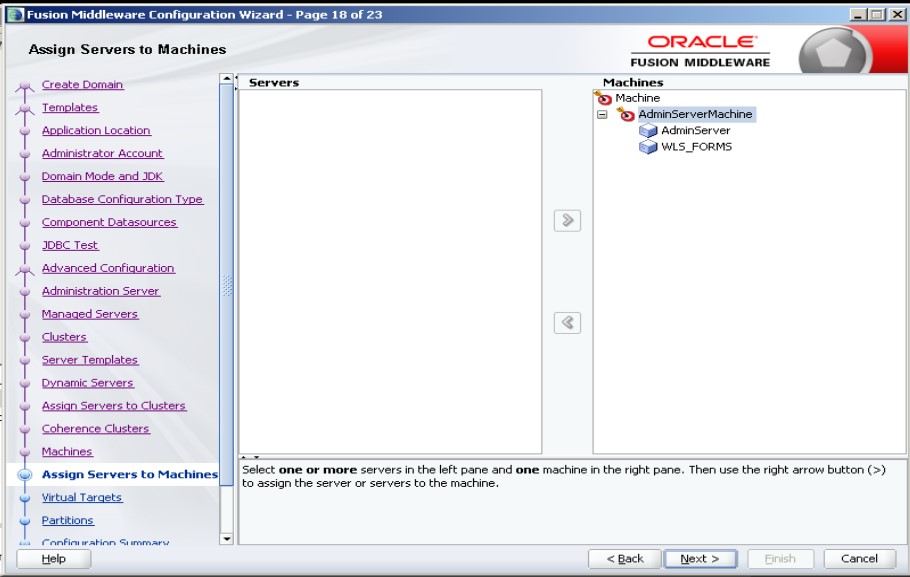 Fusion Middleware Configuration Wizard - Page 18 of 23
Assign Servers to Machines
ORACLE
FUSION MIDDLEWARE
Create Domain
Templates
Application Location
Administrator Account
Domain Mode and JDK
Database Configuration Type
Component Datasources
JDBC Test
Advanced Configuration
Administration Server
Managed Servers
Clusters
Server Templates
Dynamic Servers
Assign Servers to Clusters
Coherence Clusters
Machines
Assign Servers to Machines
Virtual Targets
Partitions
Configuration Summary
Servers
Machines
Machine
AdminServerMachine
AdminServer
WLS_FORMS
Select one or more servers in the left pane and one machine in the right pane. Then use the right arrow button (>)
to assign the server or servers to the machine.
Help
< Back
Next >
Finish
Cancel